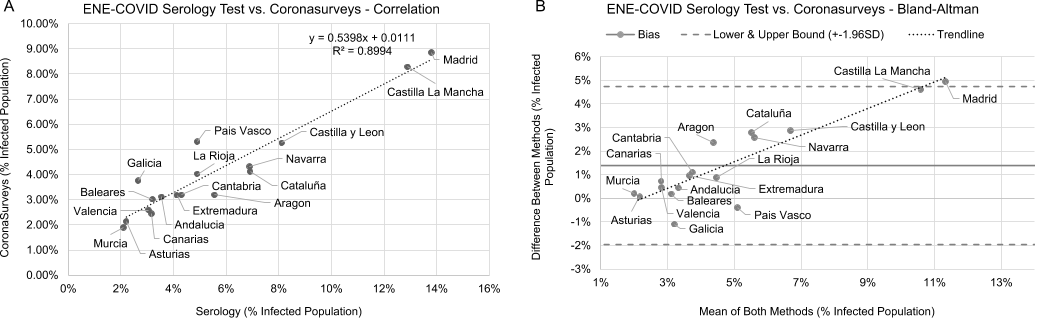 A
ENE-COVID Serology Test vs. Coronasurveys - Correlation
CoronaSurveys (% Infected Population)
10.00%
9.00%
8.00%
7.00%
6.00%
5.00%
4.00%
3.00%
2.00%
1.00%
0.00%
y = 0.5398x + 0.0111
R² = 0.8994
Madrid
Castilla La Mancha
Pais Vasco
Castilla y Leon
Galicia
La Rioja
Navarra
Baleares
Cantabria
Cataluña
Valencia
Extremadura
Aragon
Andalucia
Murcia
Canarias
Asturias
0%
2%
4%
6%
8%
10%
12%
14%
16%
Serology (% Infected Population)
B
ENE-COVID Serology Test vs. Coronasurveys - Bland-Altman
Bias
Lower & Upper Bound (+-1.96SD)
Trendline
Difference Between Methods (% Infected
Population)
6%
5%
4%
3%
2%
1%
0%
-1%
-2%
-3%
Castilla La Mancha
Madrid
Cataluña
Aragon
Castilla y Leon
Cantabria
Navarra
Canarias
La Rioja
Murcia
Andalucia
Extremadura
Baleares
Asturias
Valencia
Pais Vasco
Galicia
1%
3%
5%
7%
9%
11%
13%
Mean of Both Methods (% Infected Population)